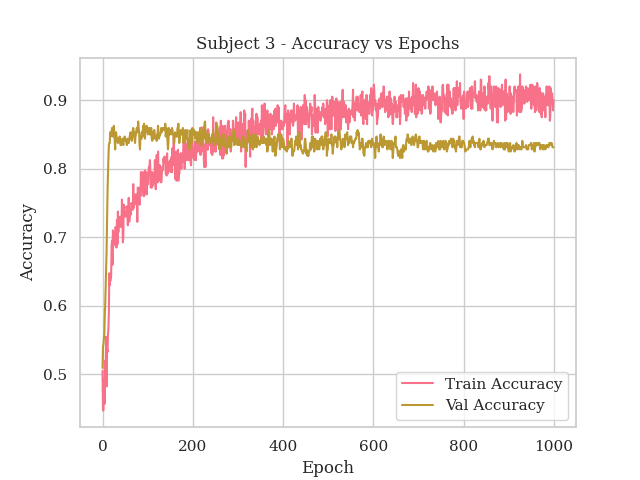 Subject 3 - Accuracy vs Epochs
Accuracy
0.9
0.8
0.7
0.6
0.5
Train Accuracy
Val Accuracy
0 200 400 600 800 1000
Epoch